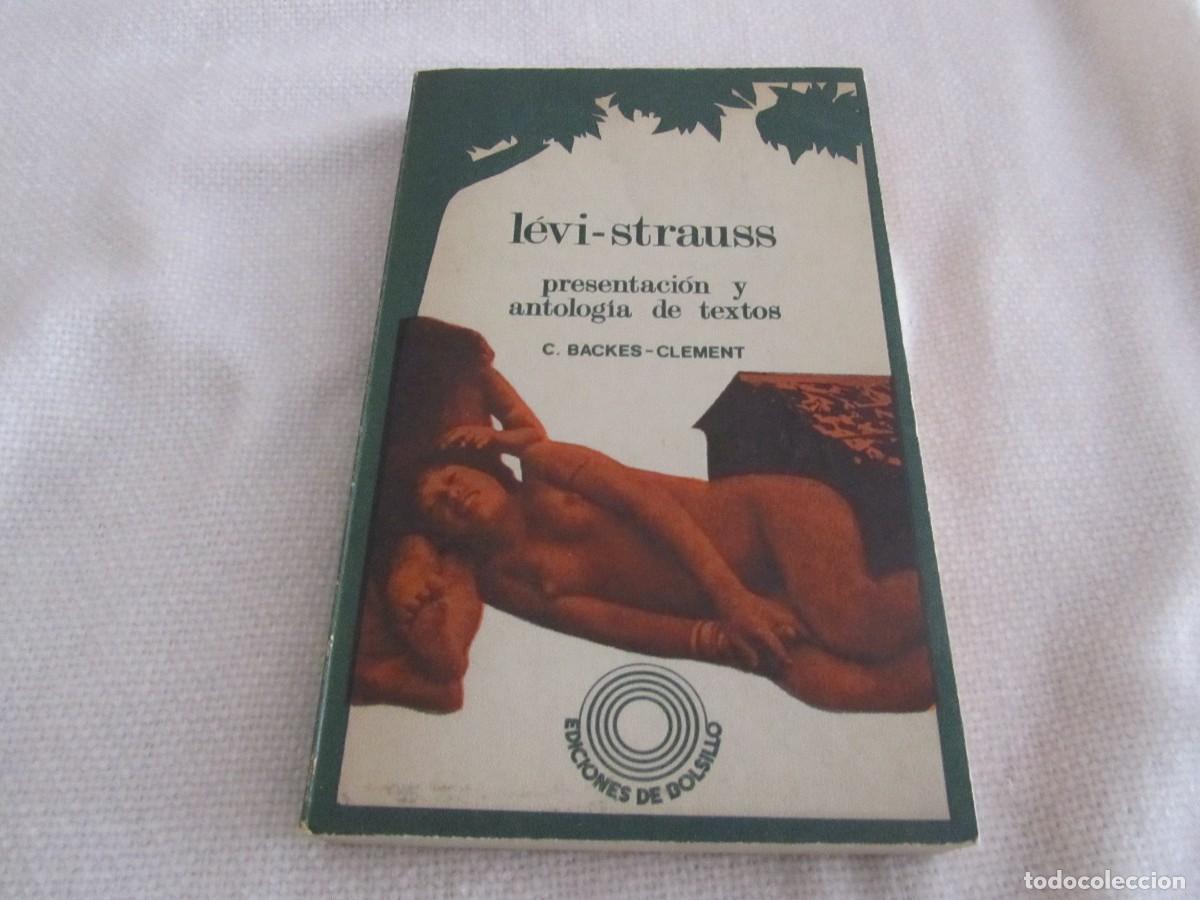 lévi-strauss
presentación y
antología de textos
C. BACKES-CLEMENT
EDICIONES DE BOLSILLO
todocoleccion